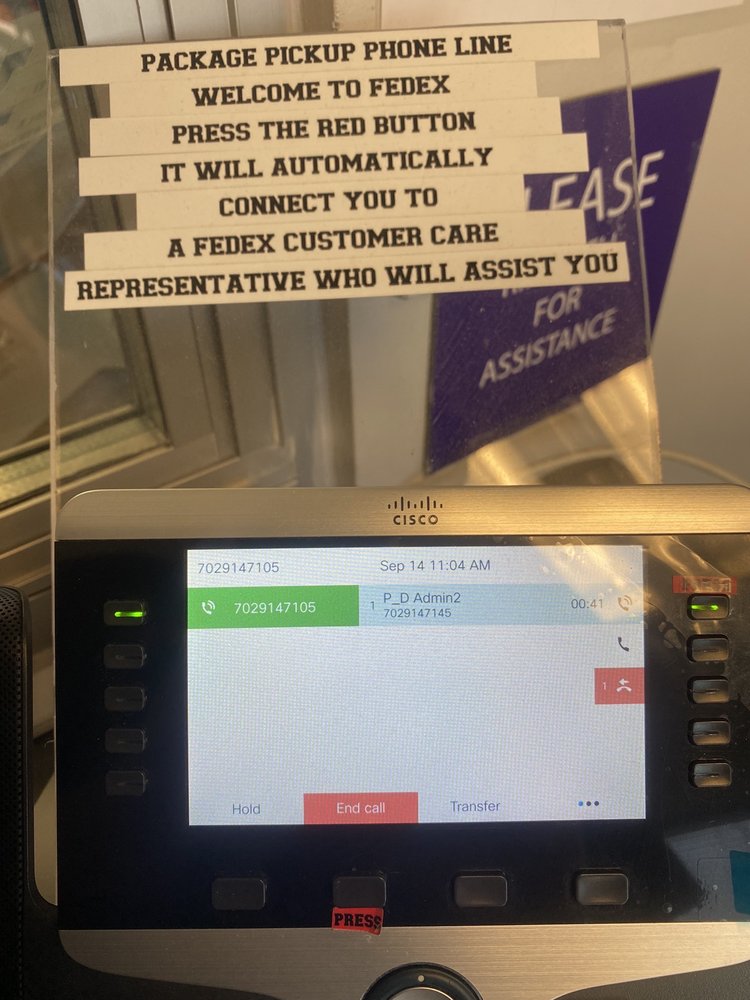 PACKAGE PICKUP PHONE LINE
WELCOME TO FEDEX
PRESS THE RED BUTTON
IT WILL AUTOMATICALLY
CONNECT YOU TO
A FEDEX CUSTOMER CARE
REPRESENTATIVE WHO WILL ASSIST YOU
LEASE
FOR
ASSISTANCE
CISCO
7029147105 Sep 14 11:04 AM
7029147105 1 P_D Admin2 00:41
7029147145
1
Hold End call Transfer
PRESS